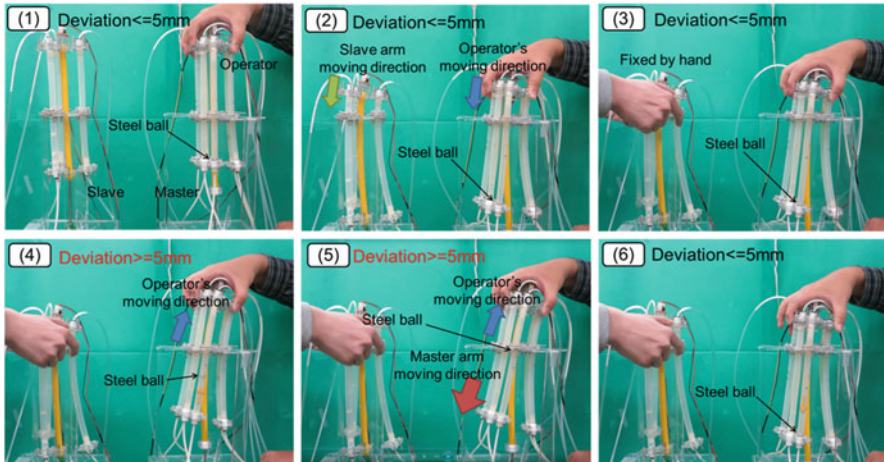 (1) Deviation<=5mm
Operator
Steel ball
Slave
Master
(2) Deviation<=5mm
Slave arm
moving direction
Operator's
moving direction
Steel ball
(3) Deviation<=5mm
Fixed by hand
Steel ball
(4) Deviation>=5mm
Operator's
moving direction
Steel ball
(5) Deviation>=5mm
Operator's
moving direction
Steel ball
Master arm
moving direction
(6) Deviation<=5mm
Steel ball